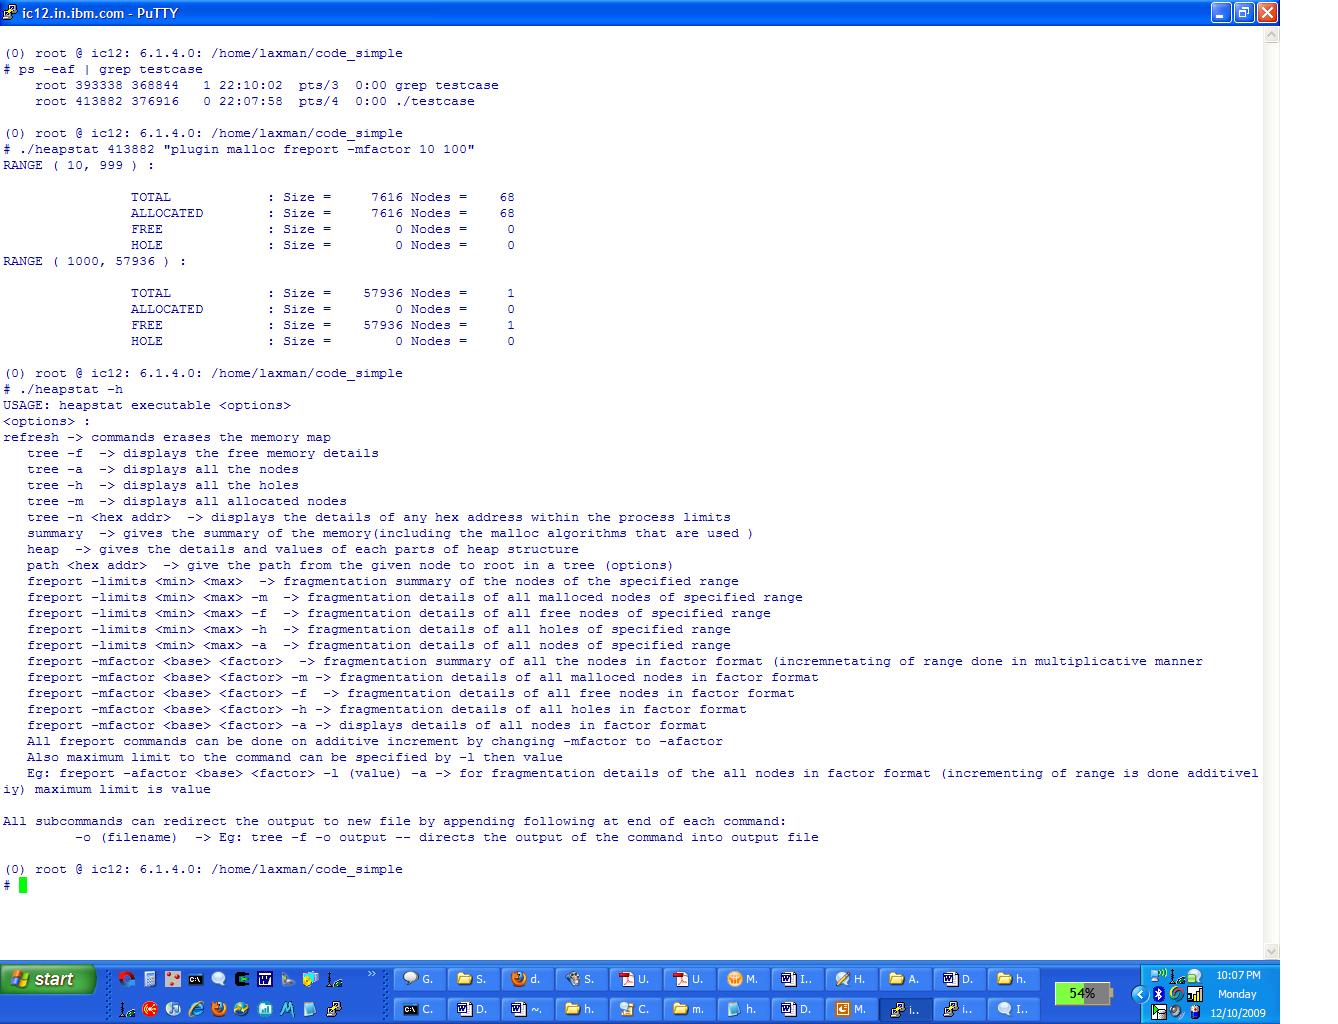 ic12.in.ibm.com - PuTTY
(0) root @ ic12: 6.1.4.0: /home/laxman/code_simple
# ps -eaf | grep testcase
    root 393338 368844   1 22:10:02  pts/3  0:00 grep testcase
    root 413882 376916   0 22:07:58  pts/4  0:00 ./testcase
(0) root @ ic12: 6.1.4.0: /home/laxman/code_simple
# ./heapstat 413882 "plugin malloc freport -mfactor 10 100"
RANGE ( 10, 999 ) :
TOTAL            : Size =     7616 Nodes =    68
ALLOCATED        : Size =     7616 Nodes =    68
FREE             : Size =        0 Nodes =     0
HOLE             : Size =        0 Nodes =     0
RANGE ( 1000, 57936 ) :
TOTAL            : Size =    57936 Nodes =     1
ALLOCATED        : Size =        0 Nodes =     0
FREE             : Size =    57936 Nodes =     1
HOLE             : Size =        0 Nodes =     0
(0) root @ ic12: 6.1.4.0: /home/laxman/code_simple
# ./heapstat -h
USAGE: heapstat executable <options>
<options> :
refresh -> commands erases the memory map
   tree -f  -> displays the free memory details
   tree -a  -> displays all the nodes
   tree -h  -> displays all the holes
   tree -m  -> displays all allocated nodes
   tree -n <hex addr>  -> displays the details of any hex address within the process limits
   summary  -> gives the summary of the memory(including the malloc algorithms that are used )
   heap  -> gives the details and values of each parts of heap structure
   path <hex addr>  -> give the path from the given node to root in a tree (options)
   freport -limits <min> <max>  -> fragmentation summary of the nodes of the specified range
   freport -limits <min> <max> -m  -> fragmentation details of all malloced nodes of specified range
   freport -limits <min> <max> -f  -> fragmentation details of all free nodes of specified range
   freport -limits <min> <max> -h  -> fragmentation details of all holes of specified range
   freport -limits <min> <max> -a  -> fragmentation details of all nodes of specified range
   freport -mfactor <base> <factor>  -> fragmentation summary of all the nodes in factor format (incremnetating of range done in multiplicative manner
   freport -mfactor <base> <factor> -m -> fragmentation details of all malloced nodes in factor format
   freport -mfactor <base> <factor> -f  -> fragmentation details of all free nodes in factor format
   freport -mfactor <base> <factor> -h -> fragmentation details of all holes in factor format
   freport -mfactor <base> <factor> -a -> displays details of all nodes in factor format
   All freport commands can be done on additive increment by changing -mfactor to -afactor
   Also maximum limit to the command can be specified by -l then value
   Eg: freport -afactor <base> <factor> -l (value) -a -> for fragmentation details of the all nodes in factor format (incrementing of range is done additivel
iy) maximum limit is value
All subcommands can redirect the output to new file by appending following at end of each command:
         -o (filename)  -> Eg: tree -f -o output -- directs the output of the command into output file
(0) root @ ic12: 6.1.4.0: /home/laxman/code_simple
#
start
G. S. d. S. U. U. M. I.. H. A. D. h.
C. D. ~. h. C. m. h. D. M. i.. i.. I..
54%
10:07 PM
Monday
12/10/2009